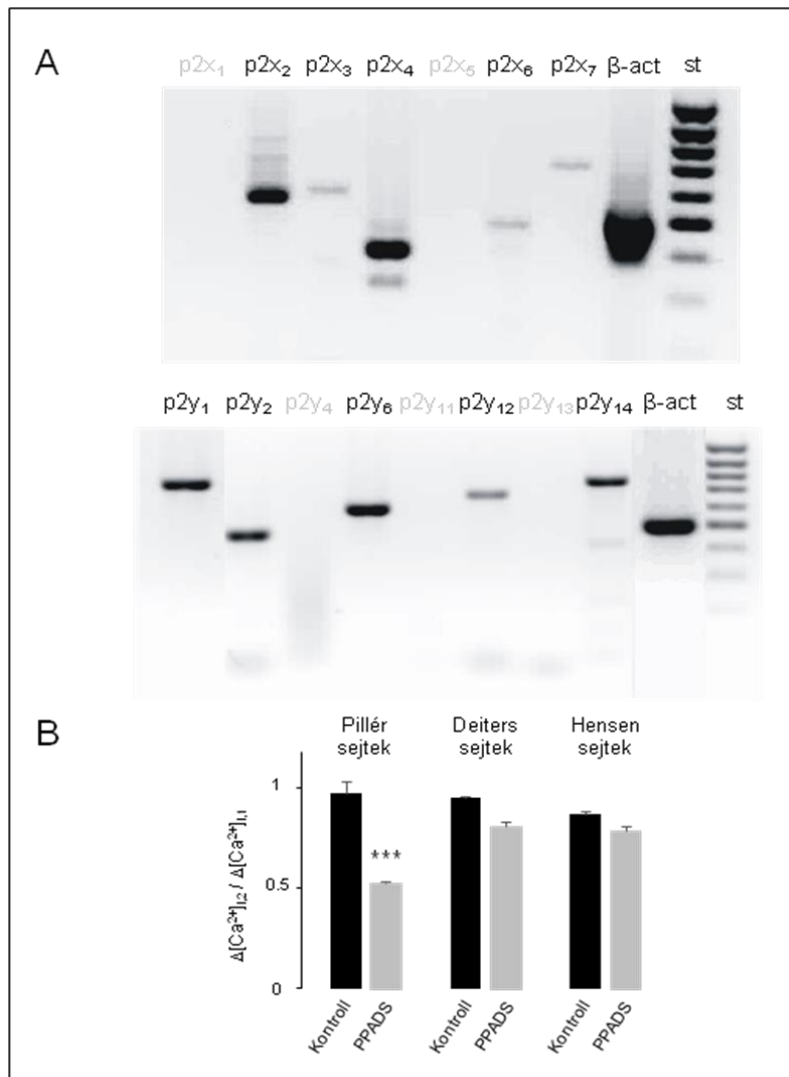 A
p2x₁ p2x₂ p2x₃ p2x₄ p2x₅ p2x₆ p2x₇ β-act st
p2y₁ p2y₂ p2y₄ p2y₆ p2y₁₁ p2y₁₂ p2y₁₃ p2y₁₄ β-act st
B
Pillér sejtek
Deiters sejtek
Hensen sejtek
Δ[Ca²⁺]ᵢ,₂ / Δ[Ca²⁺]ᵢ,₁
1
0.5
0
***
Kontroll PPADS Kontroll PPADS Kontroll PPADS